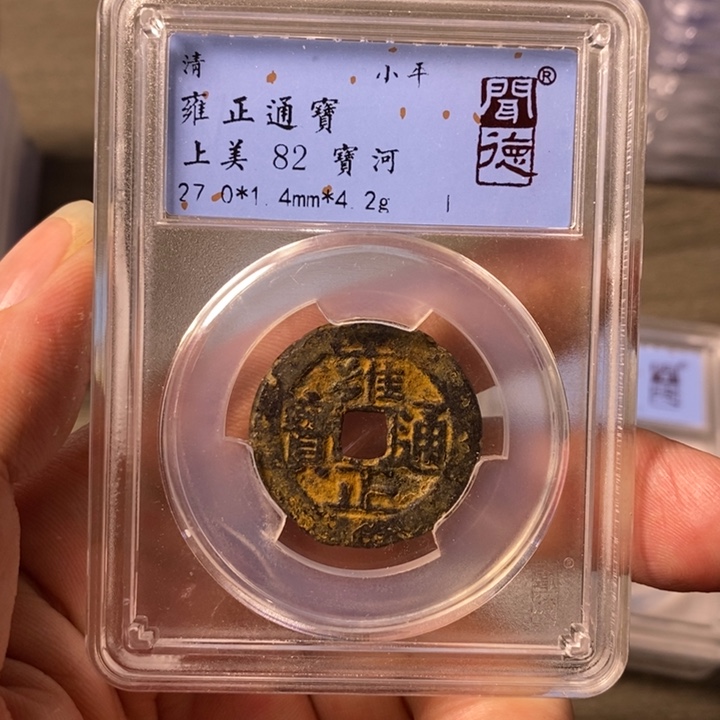 清 小平
雍正通寶
上美 82 寶河
27.0*1.4mm*4.2g
聞德®
雍正通寶